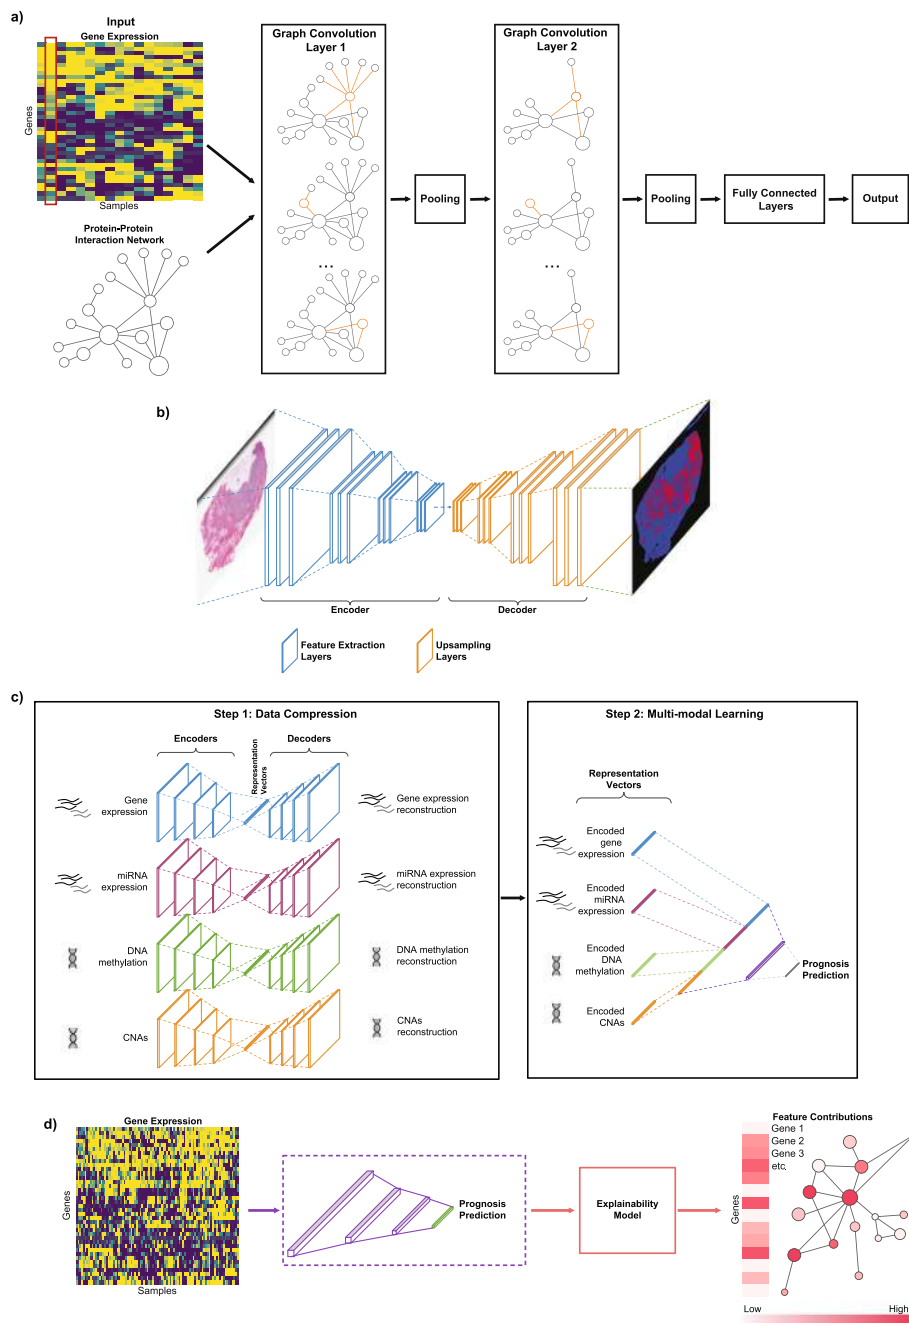 a)
Input
Gene Expression
Genes
Samples
Protein-Protein
Interaction Network
Graph Convolution
Layer 1
...
Pooling
Graph Convolution
Layer 2
...
Pooling
Fully Connected
Layers
Output
b)
Encoder
Decoder
Feature Extraction
Layers
Upsampling
Layers
c)
Step 1: Data Compression
Encoders
Representation
Vectors
Decoders
Gene
expression
Gene expression
reconstruction
miRNA
expression
miRNA expression
reconstruction
DNA
methylation
DNA methylation
reconstruction
CNAs
CNAs
reconstruction
Step 2: Multi-modal Learning
Representation
Vectors
Encoded
gene
expression
Encoded
miRNA
expression
Encoded
DNA
methylation
Encoded
CNAs
Prognosis
Prediction
d)
Gene Expression
Genes
Samples
Prognosis
Prediction
Explainability
Model
Feature Contributions
Gene 1
Gene 2
Gene 3
etc.
Genes
Low
High